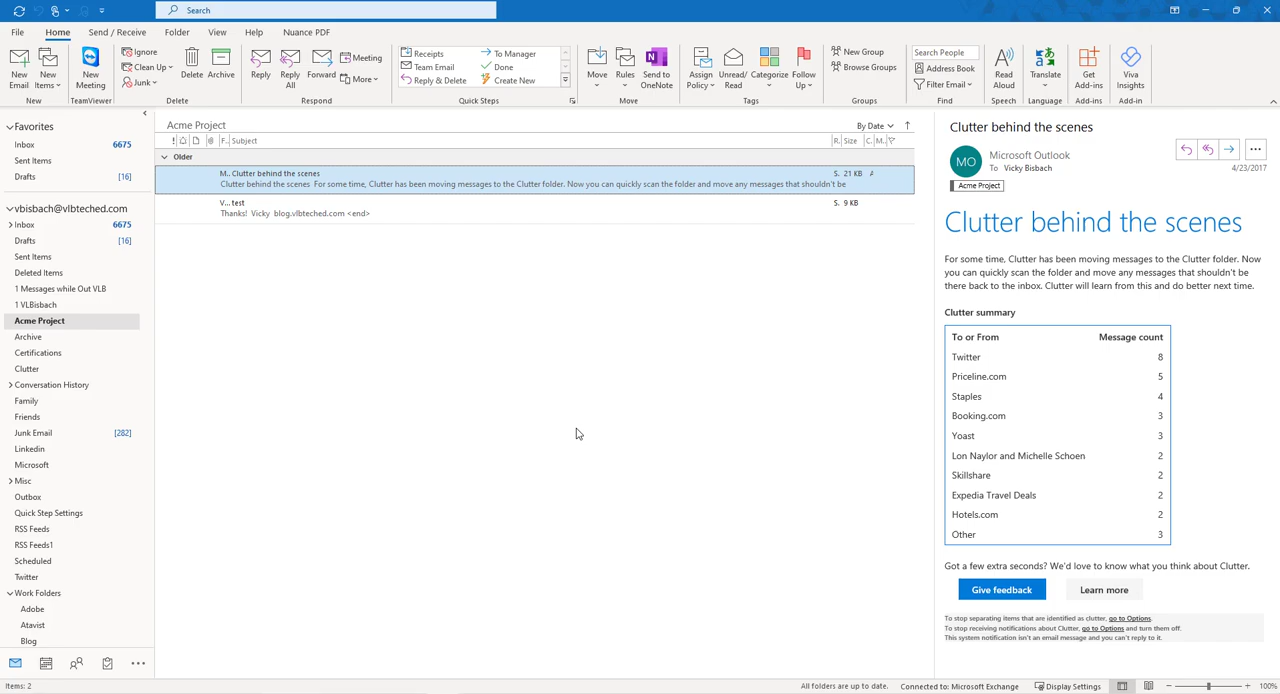 Search
File Home Send / Receive Folder View Help Nuance PDF
New Email
New Items
New
New Meeting
TeamViewer
Ignore
Clean Up
Junk
Delete
Archive
Delete
Reply
Reply All
Forward
Meeting
More
Respond
Receipts
Team Email
Reply & Delete
To Manager
Done
Create New
Quick Steps
Move
Rules
Send to OneNote
Move
Assign Policy
Unread/ Read
Categorize
Follow Up
Tags
New Group
Browse Groups
Groups
Search People
Address Book
Filter Email
Find
Read Aloud
Speech
Translate
Language
Get Add-ins
Add-ins
Viva Insights
Add-in
Favorites
Inbox 6675
Sent Items
Drafts [16]
vbisbach@vlbteched.com
Inbox 6675
Drafts [16]
Sent Items
Deleted Items
1 Messages while Out VLB
1 VLBisbach
Acme Project
Archive
Certifications
Clutter
Conversation History
Family
Friends
Junk Email [282]
Linkedin
Microsoft
Misc
Outbox
Quick Step Settings
RSS Feeds
RSS Feeds1
Scheduled
Twitter
Work Folders
Adobe
Atavist
Blog
Acme Project By Date
! F.. Subject R. Size C. M..
Older
M.. Clutter behind the scenes S. 21 KB
Clutter behind the scenes For some time, Clutter has been moving messages to the Clutter folder. Now you can quickly scan the folder and move any messages that shouldn't be
V... test S. 9 KB
Thanks! Vicky blog.vlbteched.com <end>
Clutter behind the scenes
MO
Microsoft Outlook
To Vicky Bisbach
4/23/2017
Acme Project
Clutter behind the scenes
For some time, Clutter has been moving messages to the Clutter folder. Now
you can quickly scan the folder and move any messages that shouldn't be
there back to the inbox. Clutter will learn from this and do better next time.
Clutter summary
To or From Message count
Twitter 8
Priceline.com 5
Staples 4
Booking.com 3
Yoast 3
Lon Naylor and Michelle Schoen 2
Skillshare 2
Expedia Travel Deals 2
Hotels.com 2
Other 3
Got a few extra seconds? We'd love to know what you think about Clutter.
Give feedback Learn more
To stop separating items that are identified as clutter, go to Options.
To stop receiving notifications about Clutter, go to Options and turn them off.
This system notification isn't an email message and you can't reply to it.
Items: 2 All folders are up to date. Connected to: Microsoft Exchange Display Settings 100%